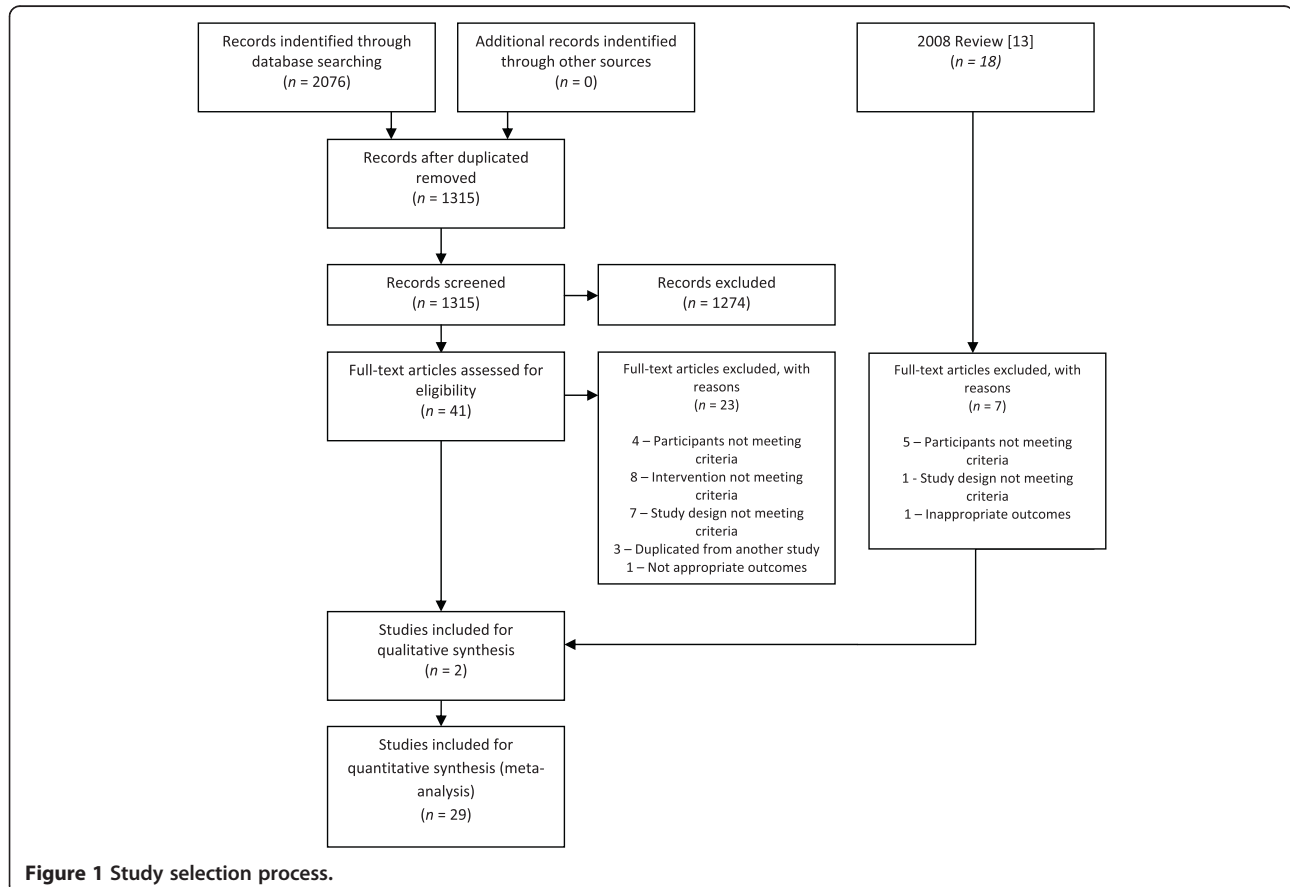 Records indentified through
database searching
(n = 2076)
Additional records indentified
through other sources
(n = 0)
2008 Review [13]
(n = 18)
Records after duplicated
removed
(n = 1315)
Records screened
(n = 1315)
Records excluded
(n = 1274)
Full-text articles assessed for
eligibility
(n = 41)
Full-text articles excluded, with
reasons
(n = 23)
4 – Participants not meeting
criteria
8 – Intervention not meeting
criteria
7 – Study design not meeting
criteria
3 – Duplicated from another study
1 – Not appropriate outcomes
Full-text articles excluded, with
reasons
(n = 7)
5 – Participants not meeting
criteria
1 - Study design not meeting
criteria
1 – Inappropriate outcomes
Studies included for
qualitative synthesis
(n = 2)
Studies included for
quantitative synthesis (meta-
analysis)
(n = 29)
Figure 1 Study selection process.